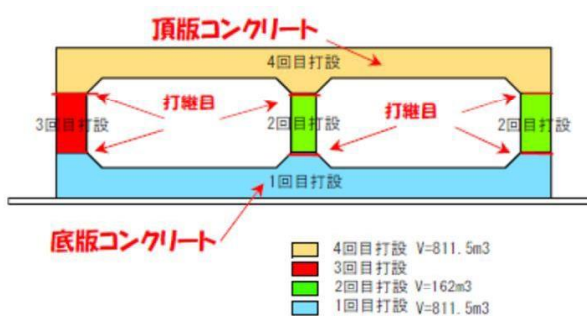 頂版コンクリート
4回目打設
打継目
打継目
3回目打設
2回目打設
2回目打設
1回目打設
底版コンクリート
4回目打設 V=811.5m3
3回目打設
2回目打設 V=162m3
1回目打設 V=811.5m3